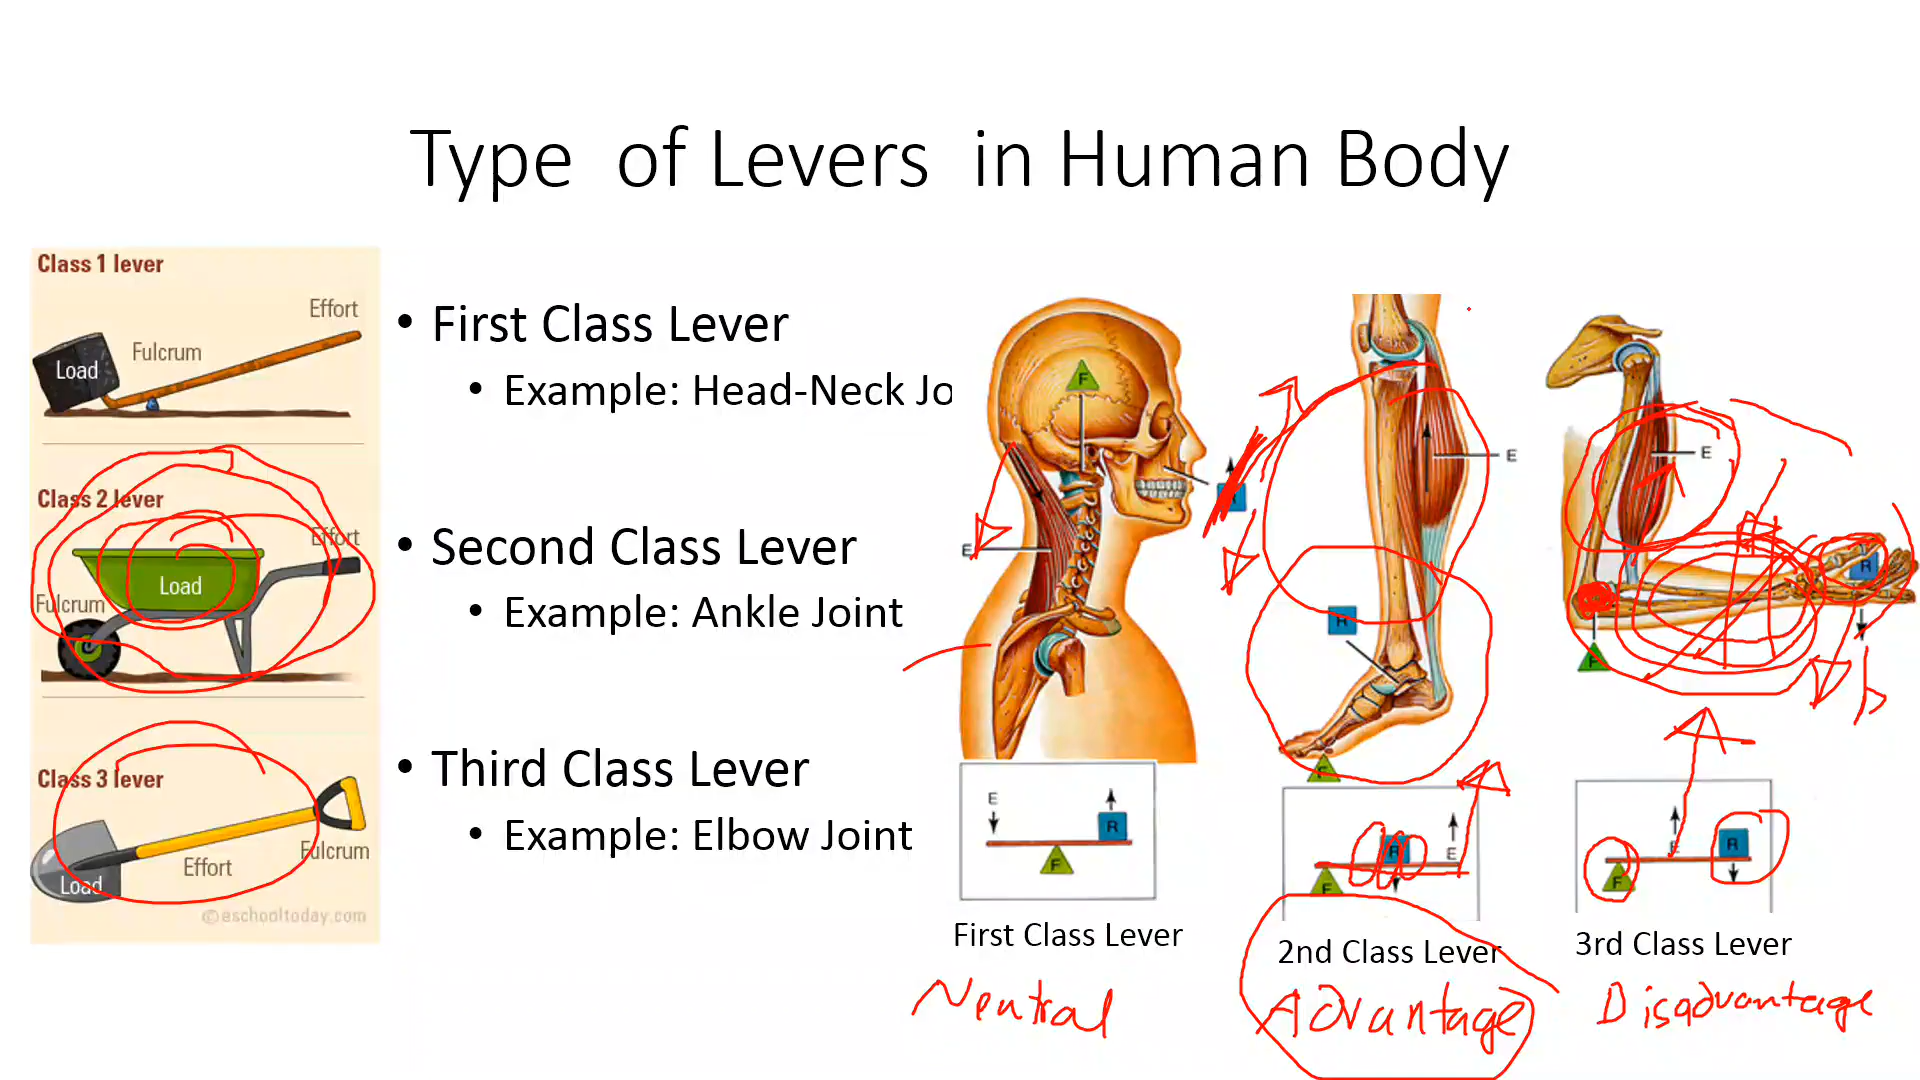 Type of Levers in Human Body
Class 1 lever
Effort
Fulcrum
Load
Class 2 lever
Effort
Load
Fulcrum
Class 3 lever
Effort
Fulcrum
Load
©eschooltoday.com
• First Class Lever
• Example: Head-Neck Jo
• Second Class Lever
• Example: Ankle Joint
• Third Class Lever
• Example: Elbow Joint
F
E
E
R
F
E
R
E
R
F
E
R
F
R
E
F
E
R
F
First Class Lever
2nd Class Lever
3rd Class Lever
Neutral
Advantage
Disadvantage